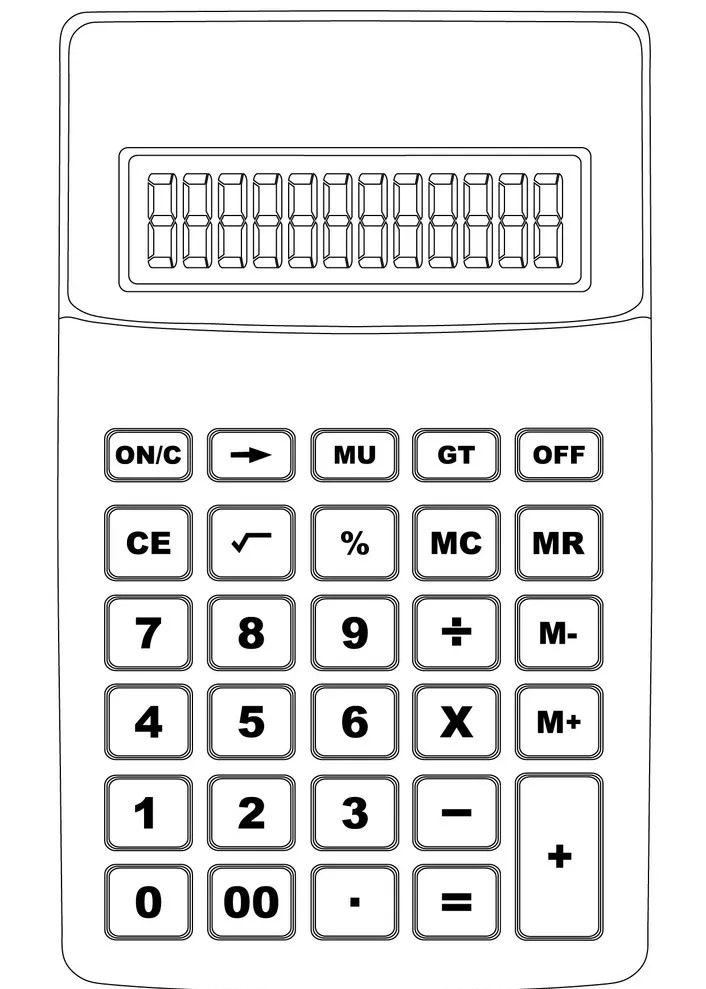 ON/C → MU GT OFF
CE √ % MC MR
7 8 9 ÷ M-
4 5 6 X M+
1 2 3 −
+
0 00 . =